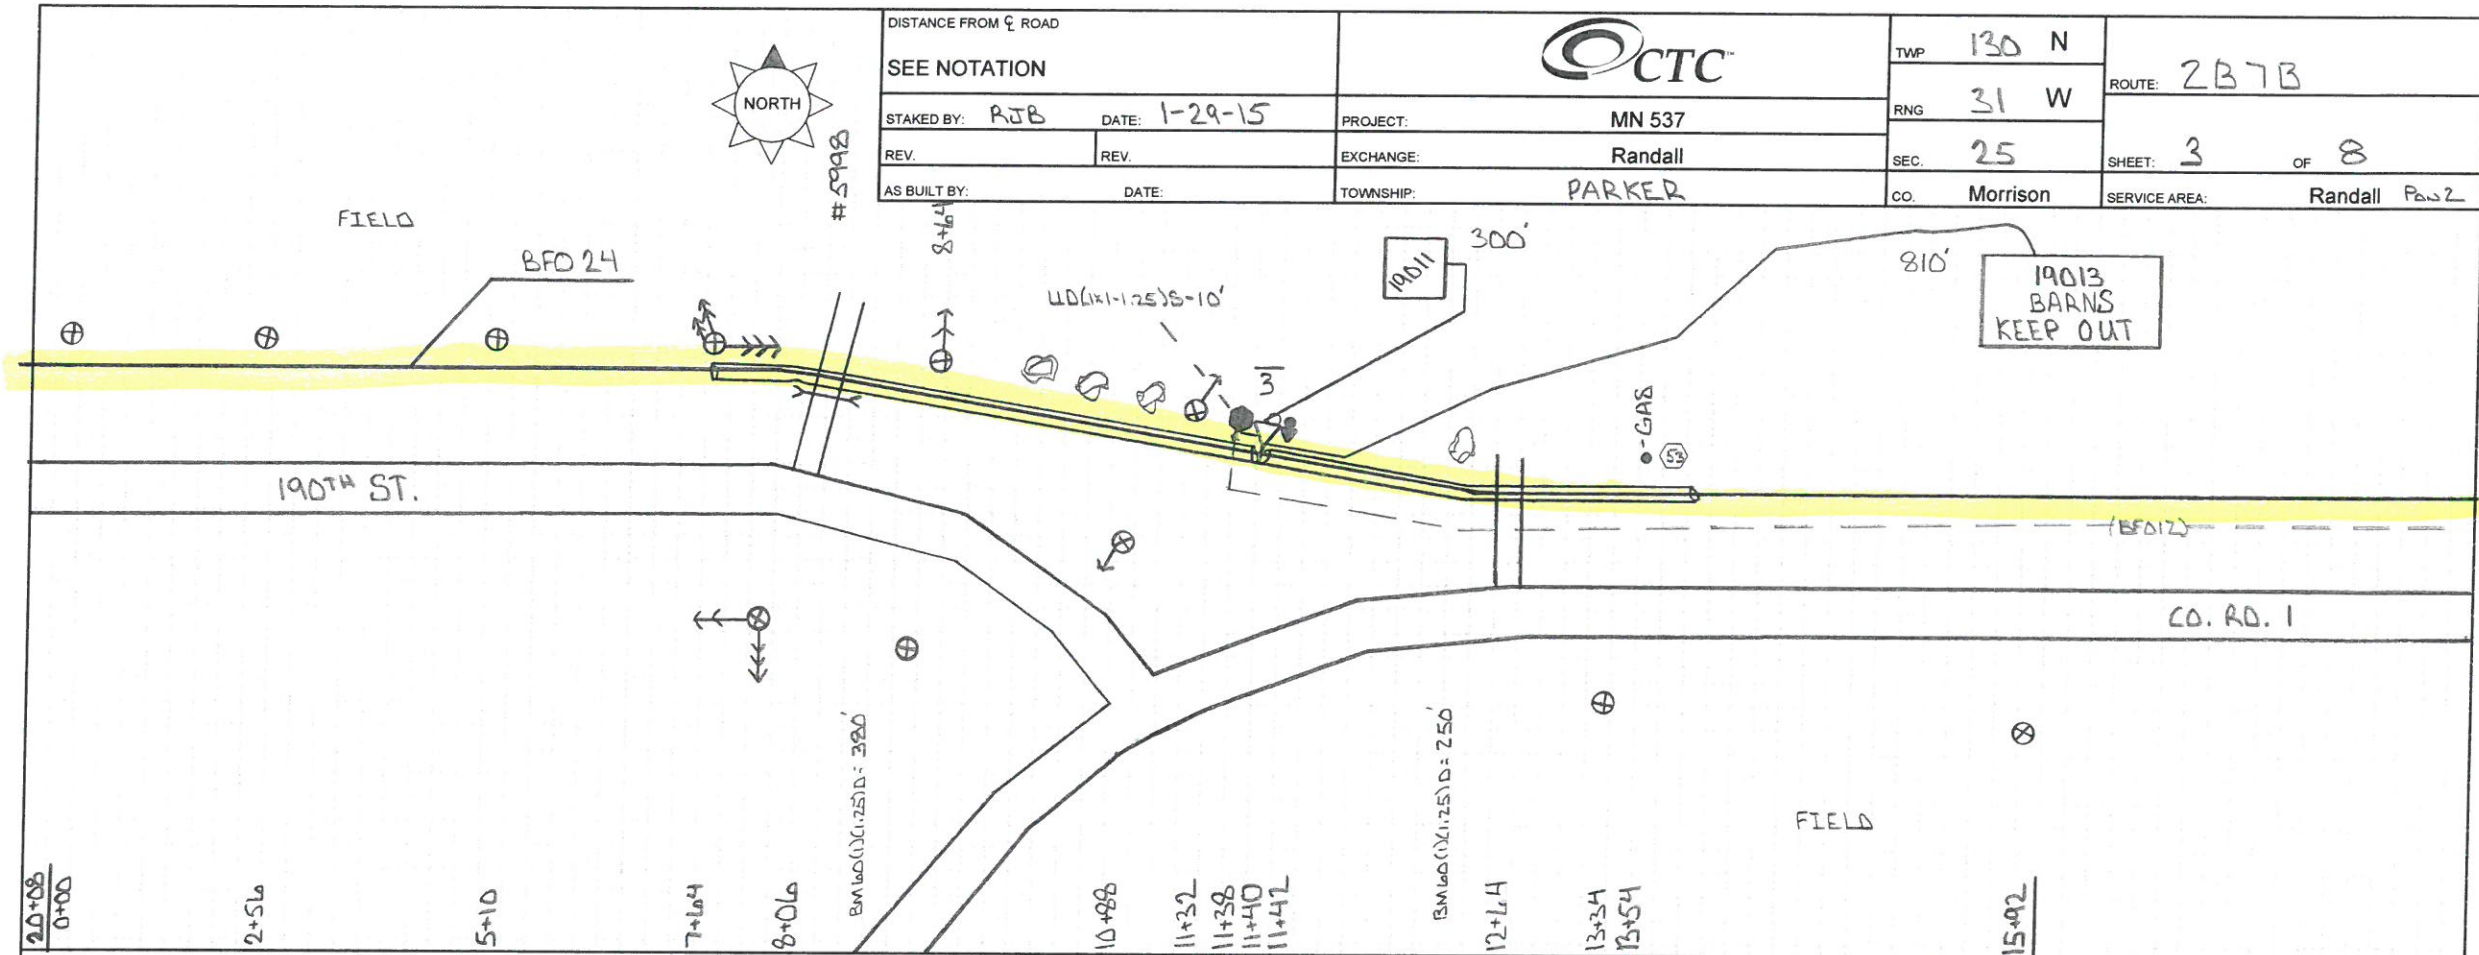 DISTANCE FROM ℄ ROAD
SEE NOTATION
STAKED BY: RJB DATE: 1-29-15
REV. REV.
AS BUILT BY: DATE:
CTC™
PROJECT: MN 537
EXCHANGE: Randall
TOWNSHIP: PARKER
TWP 130 N
RNG 31 W
SEC. 25
CO. Morrison
ROUTE: 2B7B
SHEET: 3 OF 8
SERVICE AREA: Randall
NORTH
#5998
8+64
FIELD
BFO 24
UD(1x1-1.25)S-10'
19011
300'
810'
19013
BARNS
KEEP OUT
3
GAS
53
190TH ST.
(BFO12)
CO. RD. 1
BM60(1)(1.25)D= 380'
BM60(1)(1.25)D= 250'
FIELD
20+08
0+00
2+56
5+10
7+64
8+06
10+88
11+32
11+38
11+40
11+42
12+64
13+34
13+54
15+92